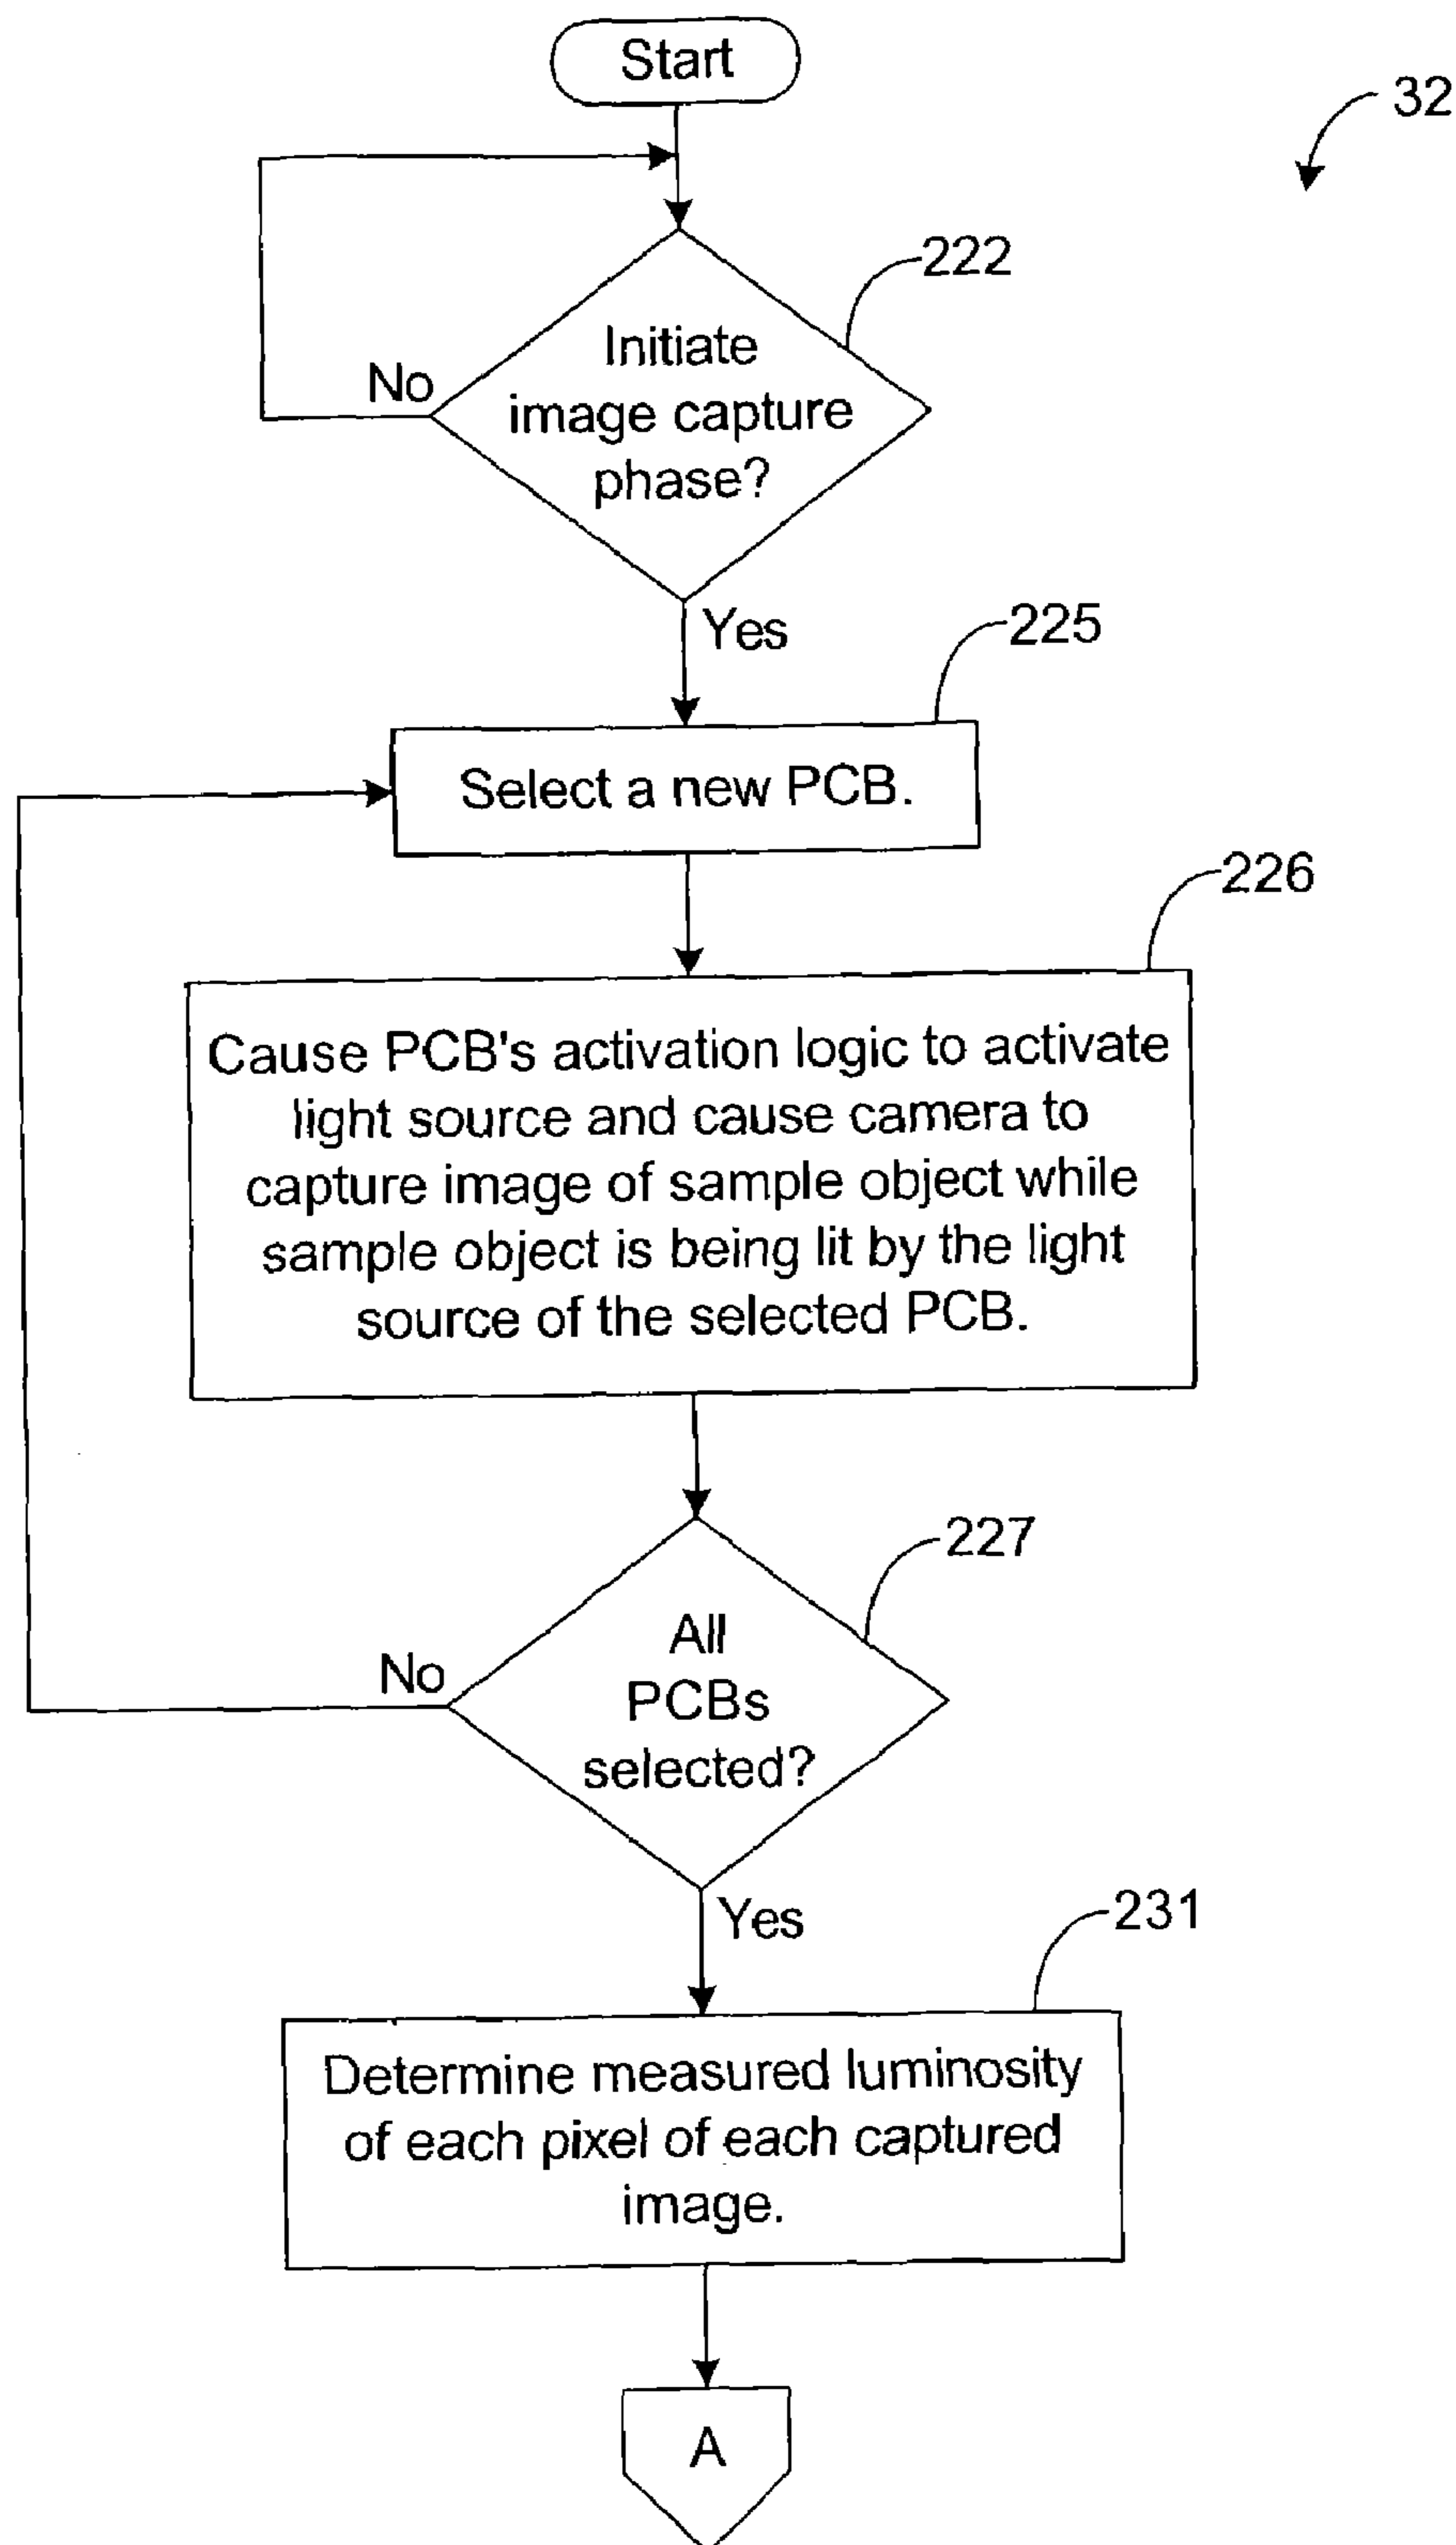 Start
32
222
Initiate
image capture
phase?
No
Yes
225
Select a new PCB.
226
Cause PCB's activation logic to activate
light source and cause camera to
capture image of sample object while
sample object is being lit by the light
source of the selected PCB.
227
All
PCBs
selected?
No
Yes
231
Determine measured luminosity
of each pixel of each captured
image.
A